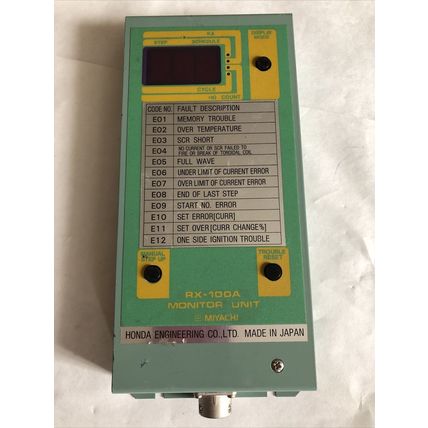 KA
STEP SCHEDULE
DISPLAY
MODE
CYCLE
×10 COUNT
CODE NO. FAULT DESCRIPTION
E01 MEMORY TROUBLE
E02 OVER TEMPERATURE
E03 SCR SHORT
E04 NO CURRENT OR SCR FAILED TO
FIRE OR BREAK OF TOROIDAL COIL
E05 FULL WAVE
E06 UNDER LIMIT OF CURRENT ERROR
E07 OVER LIMIT OF CURRENT ERROR
E08 END OF LAST STEP
E09 START NO. ERROR
E10 SET ERROR[CURR]
E11 SET OVER[CURR CHANGE%]
E12 ONE SIDE IGNITION TROUBLE
MANUAL
STEP UP
TROUBLE
RESET
RX-100A
MONITOR UNIT
MIYACHI
HONDA ENGINEERING CO.,LTD. MADE IN JAPAN